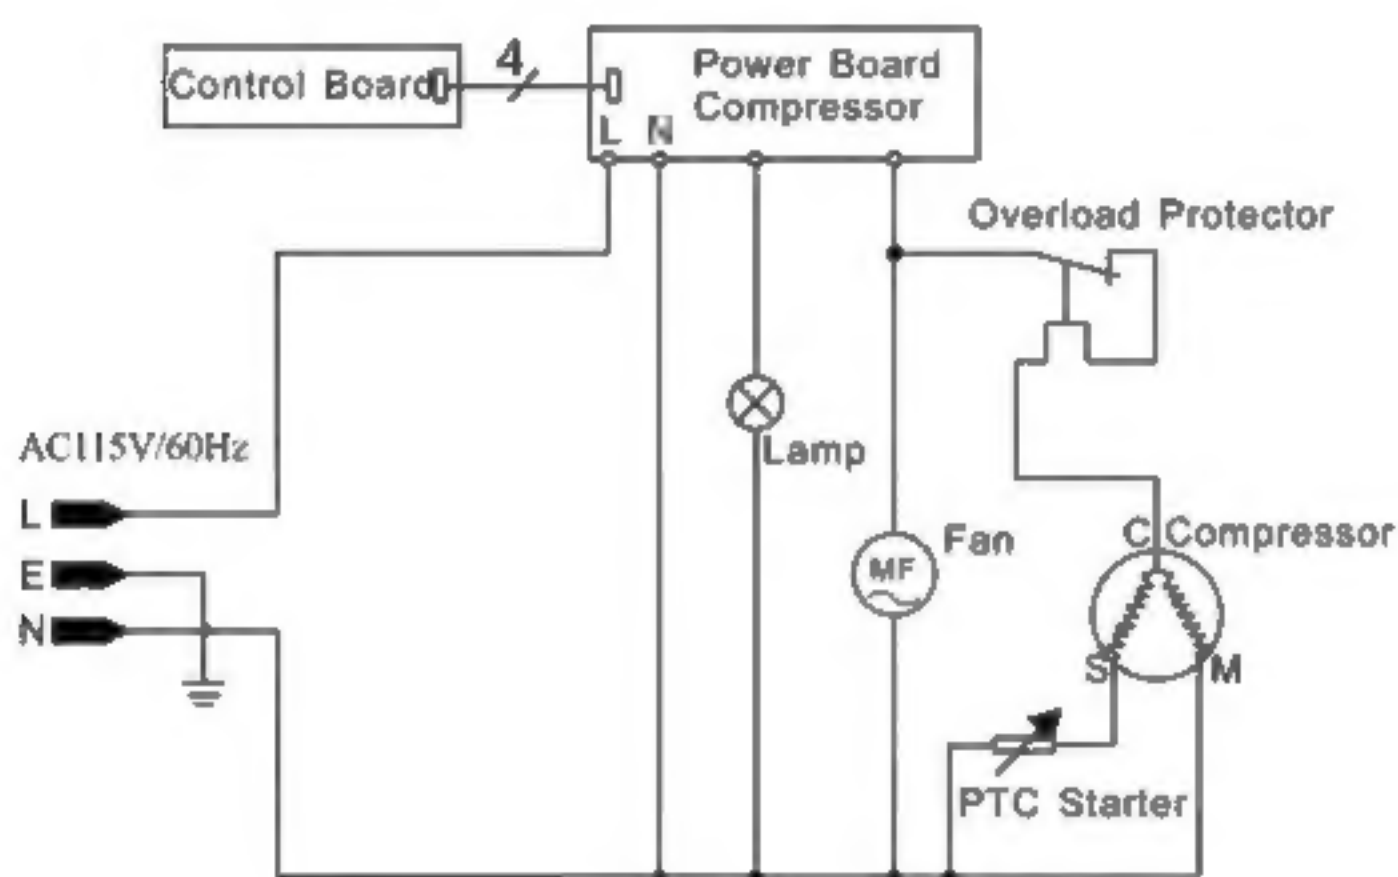 4
Control Board
Power Board
Compressor
L N
Overload Protector
Lamp
AC115V/60Hz
L
E
N
Fan
MF
C Compressor
S M
PTC Starter